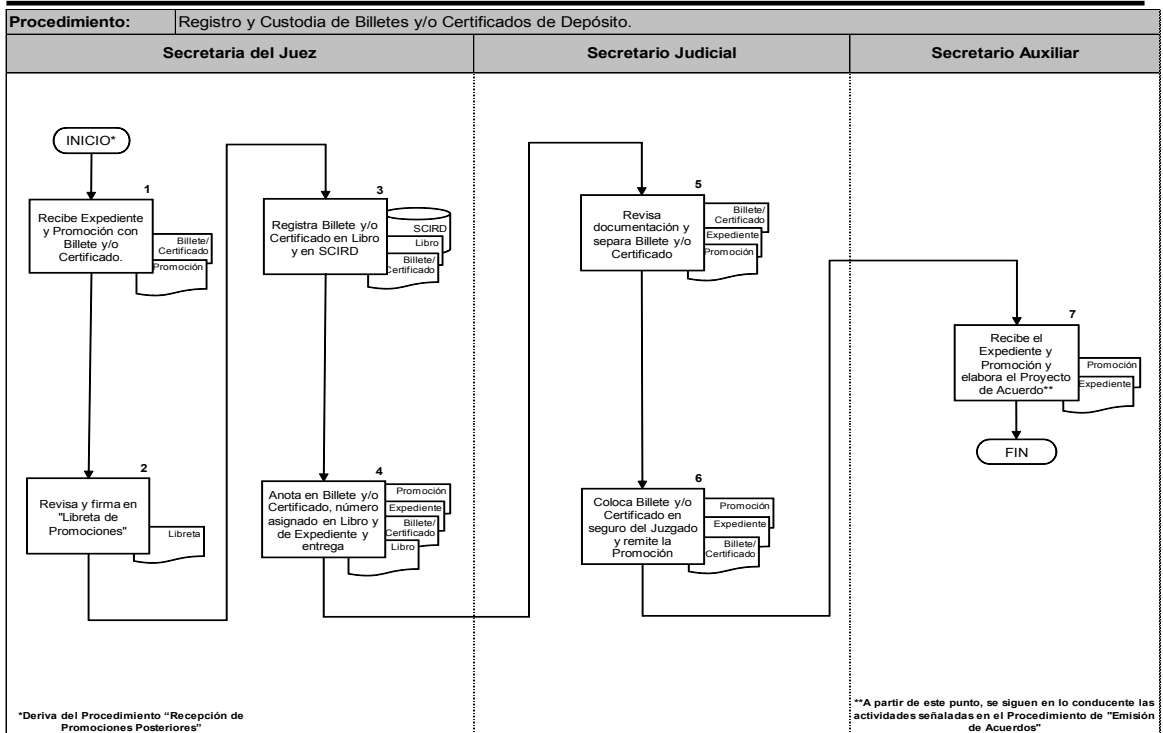 Procedimiento: Registro y Custodia de Billetes y/o Certificados de Depósito.
Secretaria del Juez
Secretario Judicial
Secretario Auxiliar
INICIO*
1
Recibe Expediente
y Promoción con
Billete y/o
Certificado.
Billete/
Certificado
Promoción
2
Revisa y firma en
"Libreta de
Promociones"
Libreta
3
Registra Billete y/o
Certificado en Libro
y en SCIRD
SCIRD
Libro
Billete/
Certificado
4
Anota en Billete y/o
Certificado, número
asignado en Libro y
de Expediente y
entrega
Promoción
Expediente
Billete/
Certificado
Libro
5
Revisa
documentación y
separa Billete y/o
Certificado
Billete/
Certificado
Expediente
Promoción
6
Coloca Billete y/o
Certificado en
seguro del Juzgado
y remite la
Promoción
Promoción
Expediente
Billete/
Certificado
7
Recibe el
Expediente y
Promoción y
elabora el Proyecto
de Acuerdo**
Promoción
Expediente
FIN
*Deriva del Procedimiento “Recepción de
Promociones Posteriores”
**A partir de este punto, se siguen en lo conducente las
actividades señaladas en el Procedimiento de "Emisión
de Acuerdos"